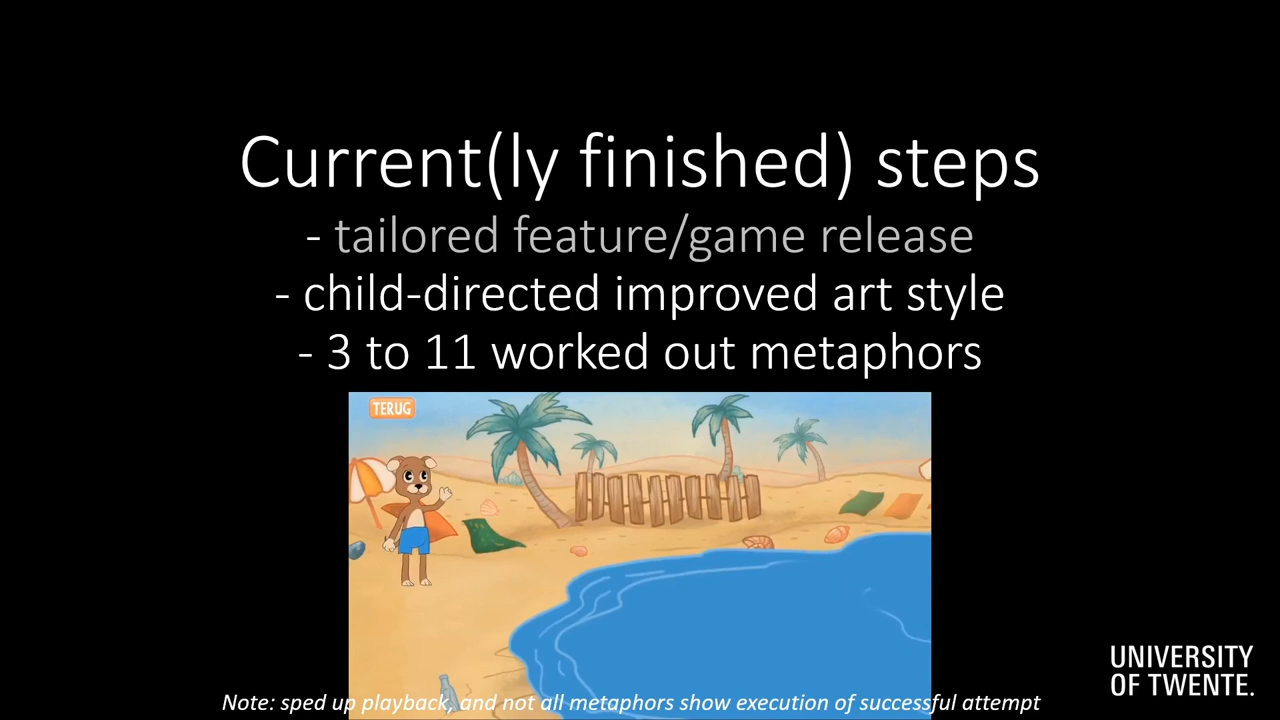 Current(ly finished) steps
- tailored feature/game release
- child-directed improved art style
- 3 to 11 worked out metaphors
TERUG
UNIVERSITY
OF TWENTE.
Note: sped up playback, and not all metaphors show execution of successful attempt